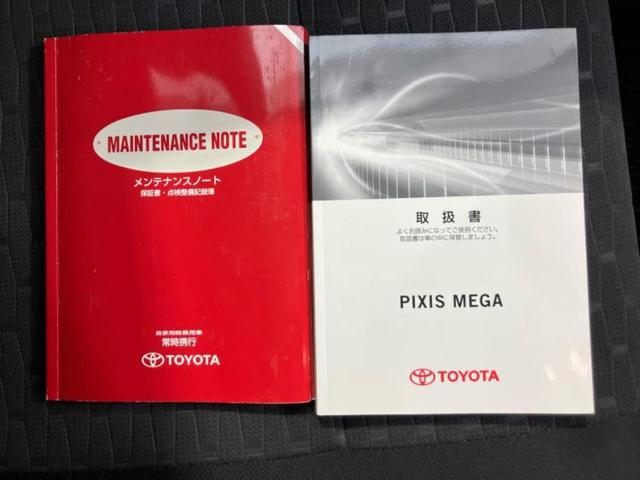 MAINTENANCE NOTE
メンテナンスノート
保証書・点検整備記録簿
自家用軽乗用車
常時携行
TOYOTA
取扱書
よくお読みになってご使用ください。
取扱書は車の中に保管しましょう。
PIXIS MEGA
TOYOTA